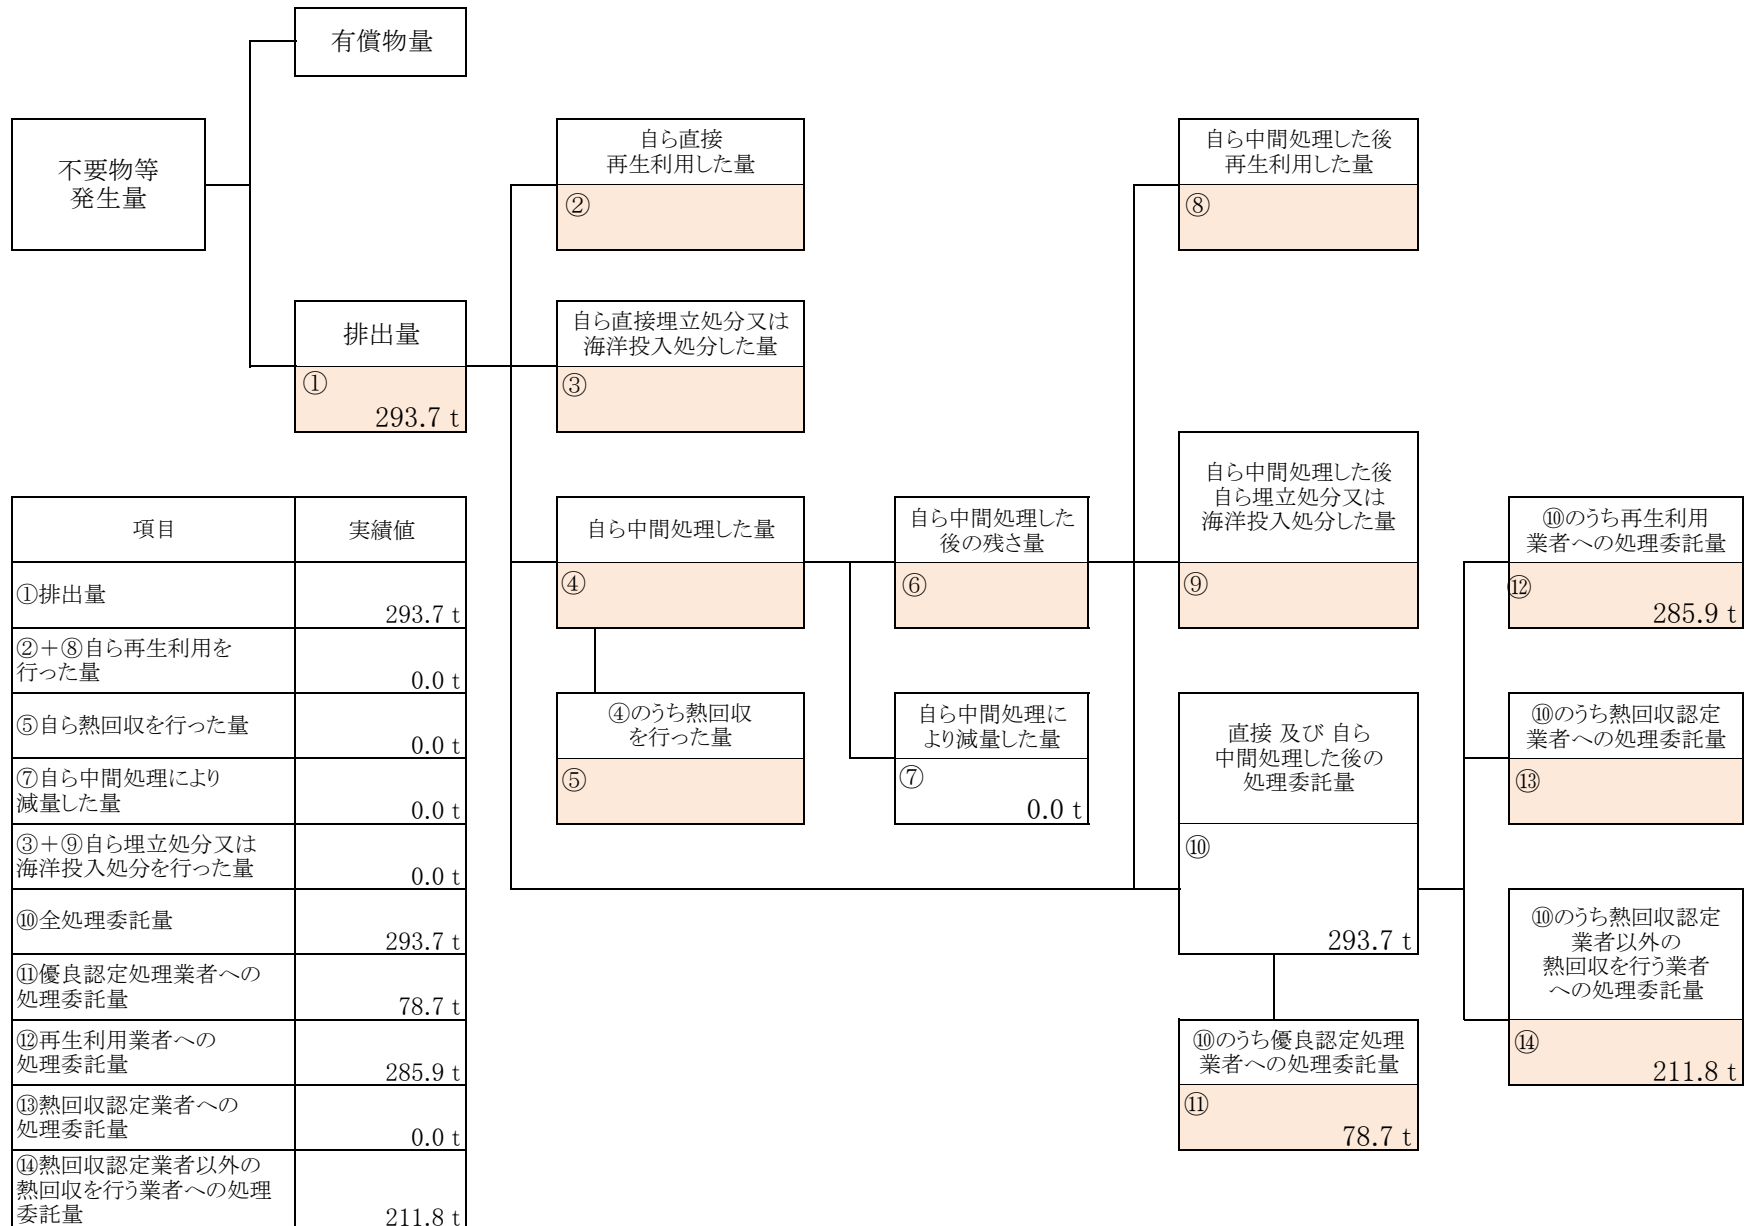 有償物量
不要物等
発生量
自ら直接
再生利用した量
②
自ら中間処理した後
再生利用した量
⑧
排出量
①
293.7 t
自ら直接埋立処分又は
海洋投入処分した量
③
自ら中間処理した量
④
自ら中間処理した
後の残さ量
⑥
自ら中間処理した後
自ら埋立処分又は
海洋投入処分した量
⑨
⑩のうち再生利用
業者への処理委託量
⑫
285.9 t
④のうち熱回収
を行った量
⑤
自ら中間処理に
より減量した量
⑦
0.0 t
直接 及び 自ら
中間処理した後の
処理委託量
⑩
293.7 t
⑩のうち熱回収認定
業者への処理委託量
⑬
⑩のうち熱回収認定
業者以外の
熱回収を行う業者
への処理委託量
⑭
211.8 t
⑩のうち優良認定処理
業者への処理委託量
⑪
78.7 t
項目 実績値
①排出量
293.7 t
②＋⑧自ら再生利用を
行った量
0.0 t
⑤自ら熱回収を行った量
0.0 t
⑦自ら中間処理により
減量した量
0.0 t
③＋⑨自ら埋立処分又は
海洋投入処分を行った量
0.0 t
⑩全処理委託量
293.7 t
⑪優良認定処理業者への
処理委託量
78.7 t
⑫再生利用業者への
処理委託量
285.9 t
⑬熱回収認定業者への
処理委託量
0.0 t
⑭熱回収認定業者以外の
熱回収を行う業者への処理
委託量
211.8 t